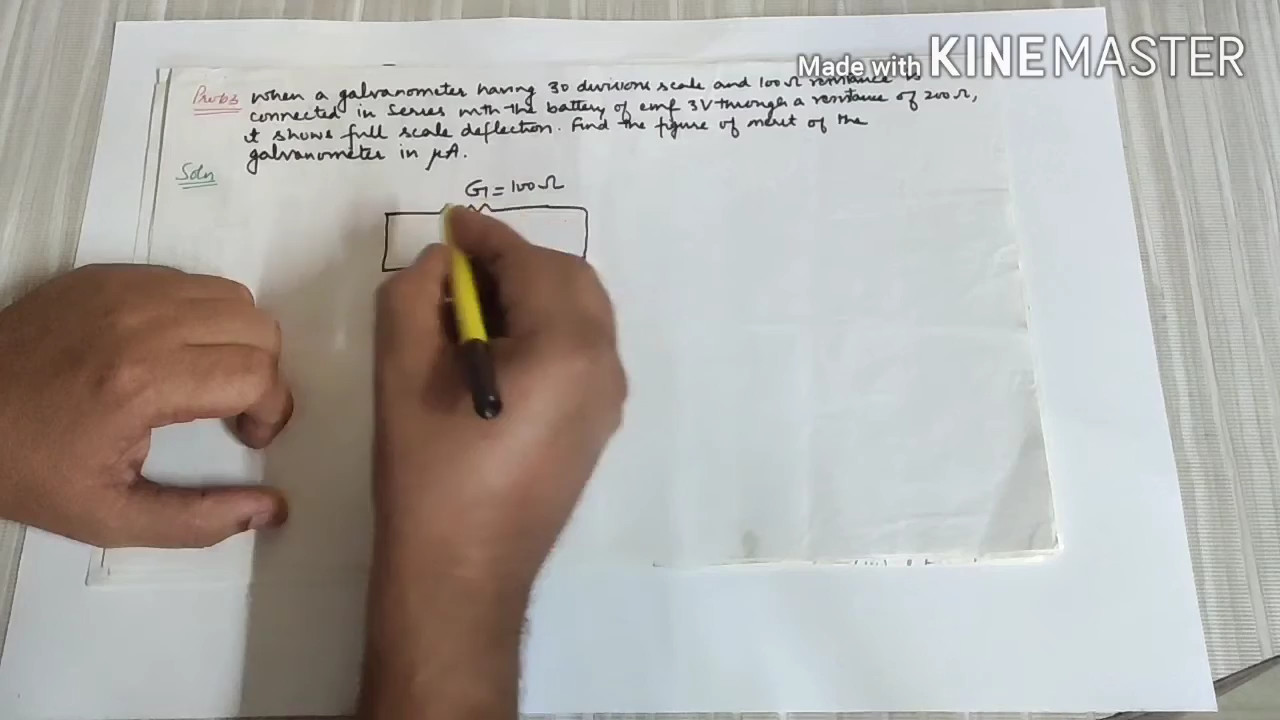 Made with KINEMASTER
Prob3 When a galvanometer having 30 divisions scale and 100Ω resistance is
connected in Series with the battery of emf 3V through a resistance of 200Ω,
it shows full scale deflection. Find the figure of merit of the
galvanometer in μA.
Soln
G = 100Ω